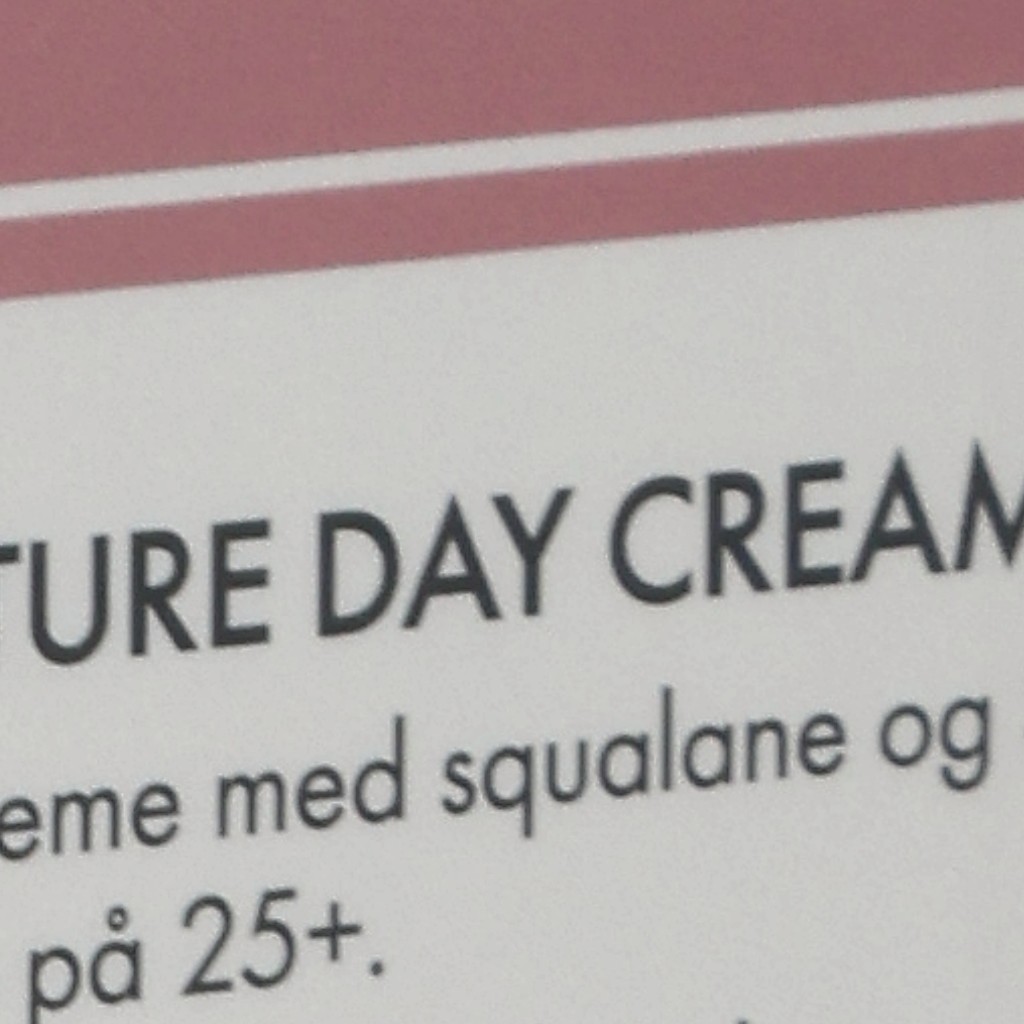 TURE DAY CREAM
eme med squalane og
på 25+.